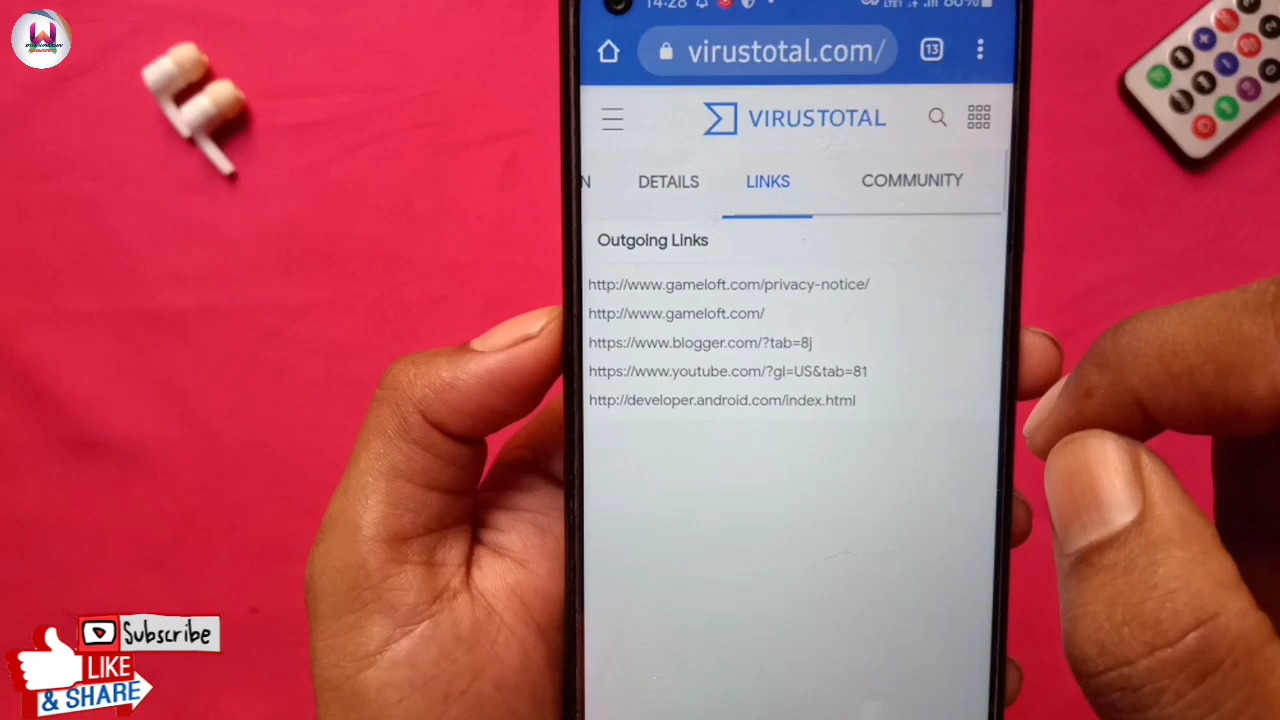 14:28
virustotal.com/
13
VIRUSTOTAL
N DETAILS LINKS COMMUNITY
Outgoing Links
http://www.gameloft.com/privacy-notice/
http://www.gameloft.com/
https://www.blogger.com/?tab=8j
https://www.youtube.com/?gl=US&tab=81
http://developer.android.com/index.html
Subscribe
LIKE
& SHARE